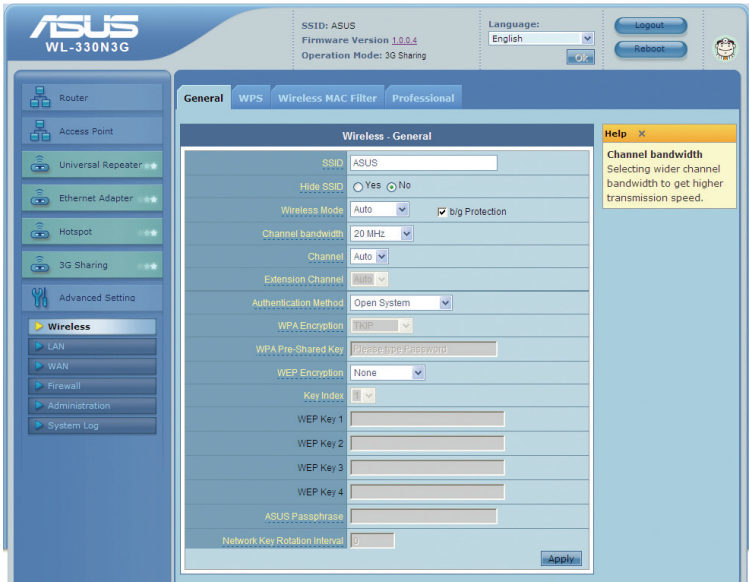 ASUS
WL-330N3G
SSID: ASUS
Firmware Version 1.0.0.4
Operation Mode: 3G Sharing
Language:
English
Ok
Logout
Reboot
Router
Access Point
Universal Repeater
Ethernet Adapter
Hotspot
3G Sharing
Advanced Setting
Wireless
LAN
WAN
Firewall
Administration
System Log
General WPS Wireless MAC Filter Professional
Wireless - General
SSID ASUS
Hide SSID Yes No
Wireless Mode Auto b/g Protection
Channel bandwidth 20 MHz
Channel Auto
Extension Channel Auto
Authentication Method Open System
WPA Encryption TKIP
WPA Pre-Shared Key Please type Password
WEP Encryption None
Key Index 1
WEP Key 1
WEP Key 2
WEP Key 3
WEP Key 4
ASUS Passphrase
Network Key Rotation Interval 0
Apply
Help X
Channel bandwidth
Selecting wider channel
bandwidth to get higher
transmission speed.